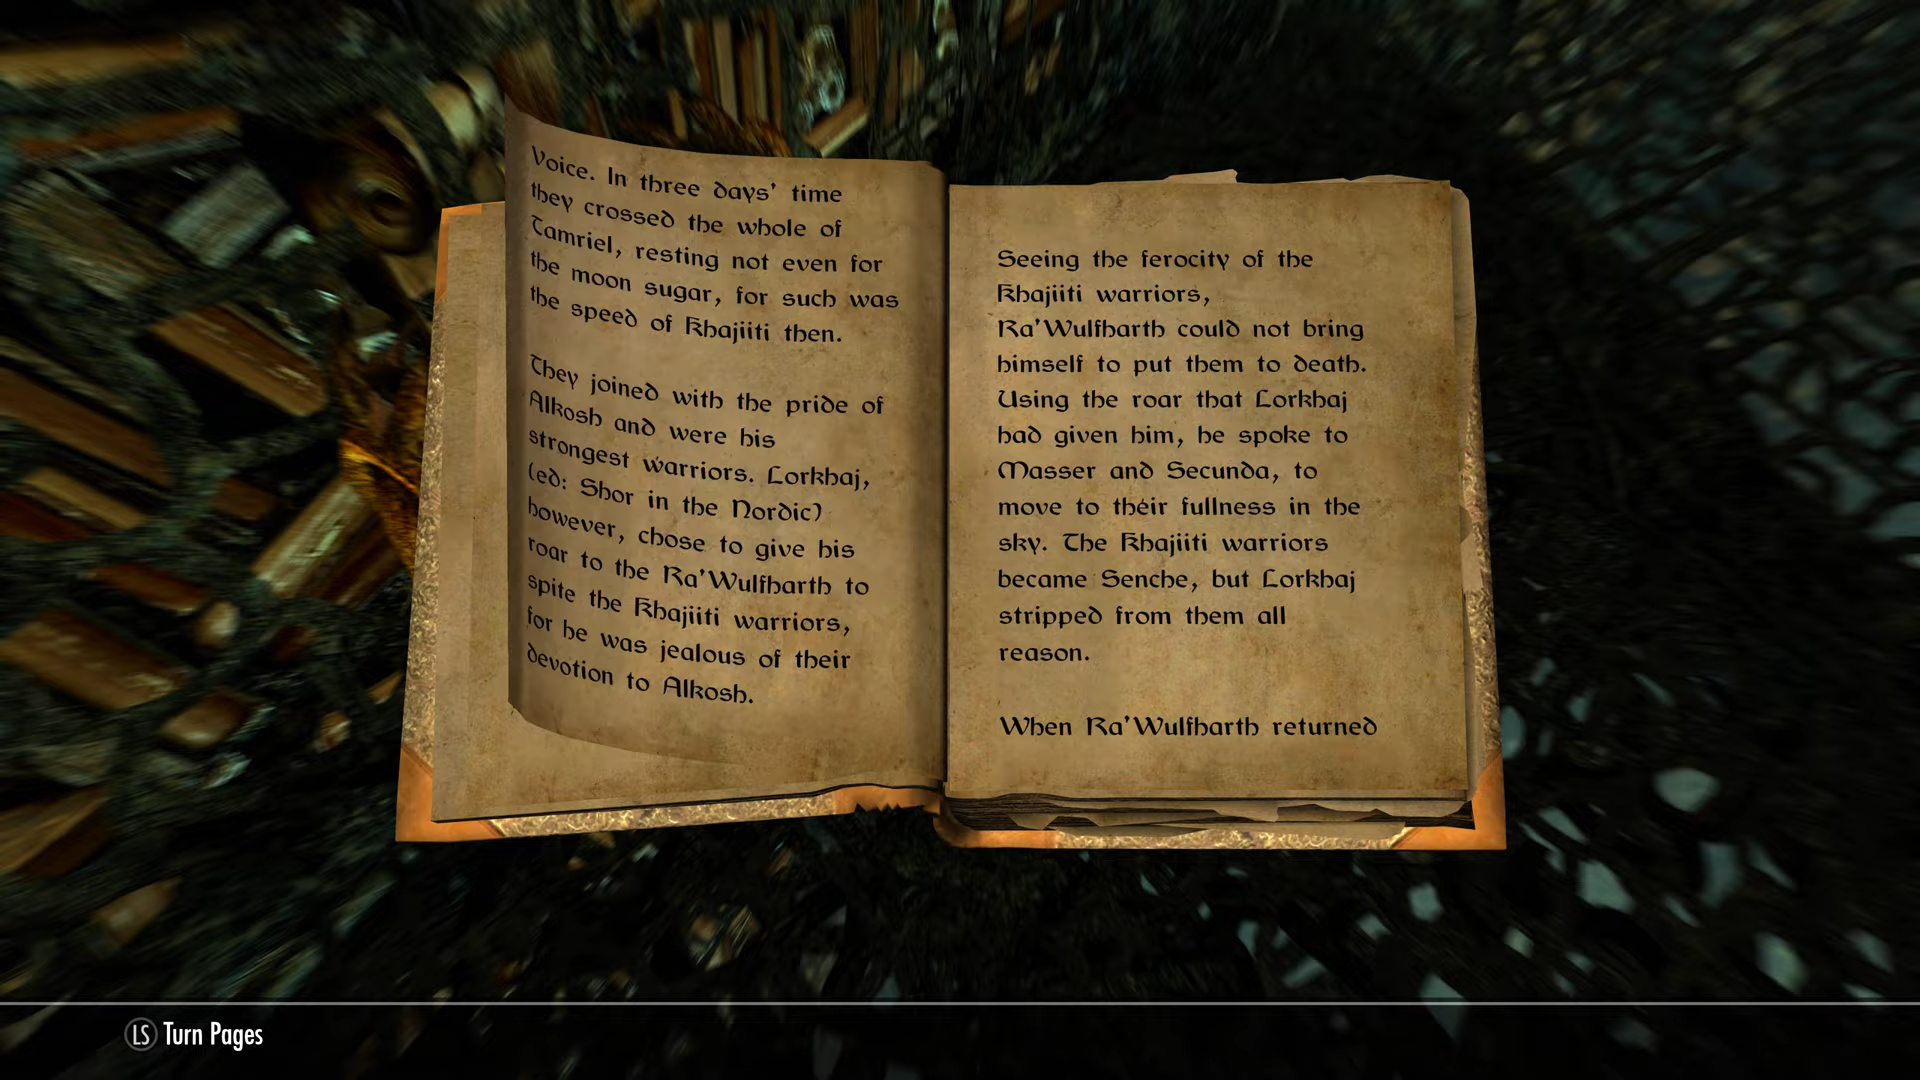 Voice. In three days' time
they crossed the whole of
Tamriel, resting not even for
the moon sugar, for such was
the speed of Khajiiti then.
They joined with the pride of
Alkosh and were his
strongest warriors. Lorkhaj,
(ed: Shor in the Nordic)
however, chose to give his
roar to the Ra'Wulfharth to
spite the Khajiiti warriors,
for he was jealous of their
devotion to Alkosh.
Seeing the ferocity of the
Khajiiti warriors,
Ra'Wulfharth could not bring
himself to put them to death.
Using the roar that Lorkhaj
had given him, he spoke to
Masser and Secunda, to
move to their fullness in the
sky. The Khajiiti warriors
became Senche, but Lorkhaj
stripped from them all
reason.
When Ra'Wulfharth returned
LS Turn Pages